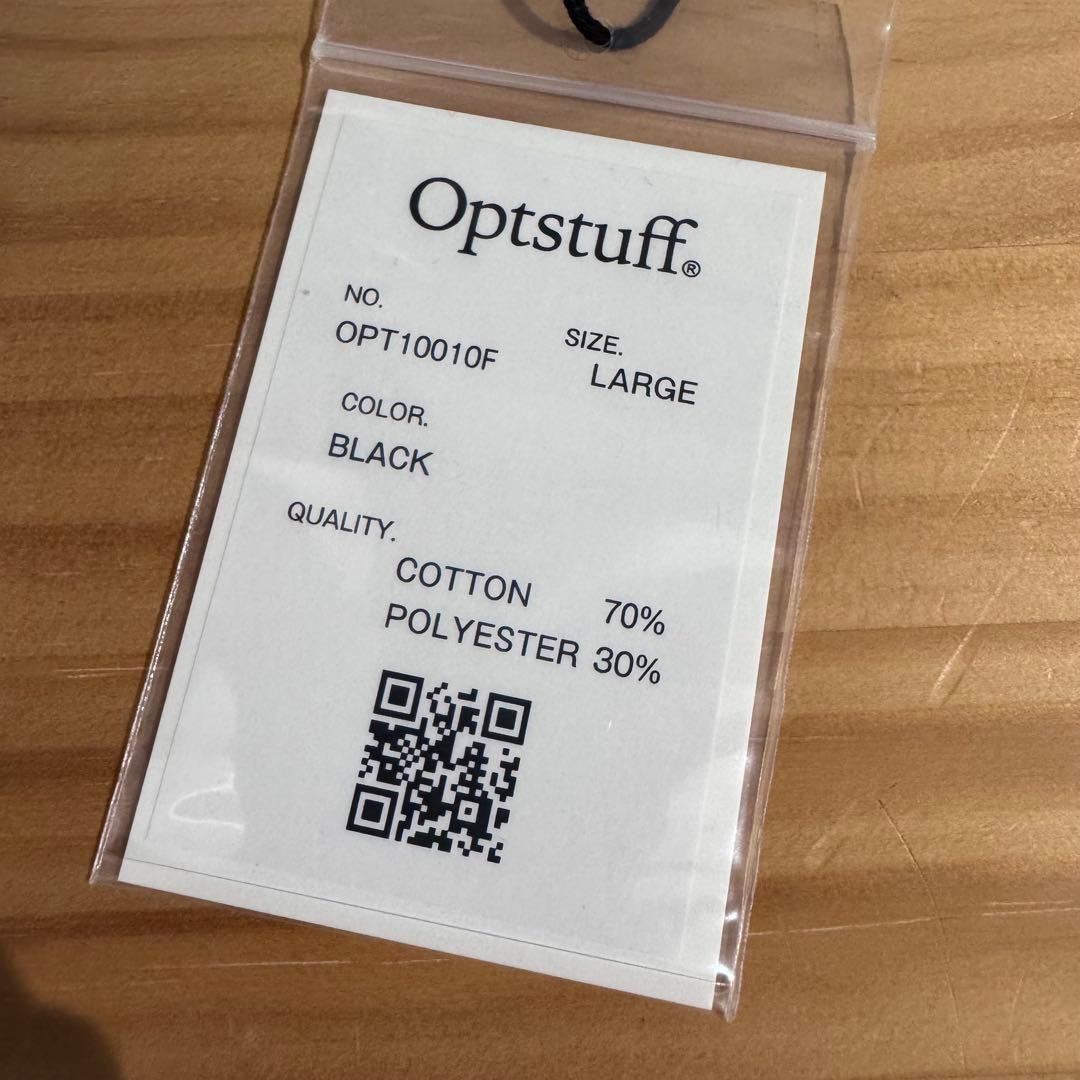 Optstuff®
NO.
OPT10010F
SIZE.
LARGE
COLOR.
BLACK
QUALITY.
COTTON 70%
POLYESTER 30%